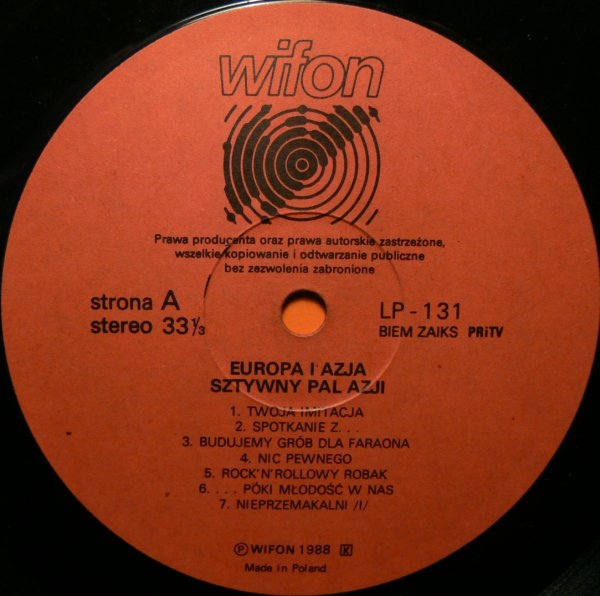 wifon
Prawa producenta oraz prawa autorskie zastrzeżone,
wszelkie kopiowanie i odtwarzanie publiczne
bez zezwolenia zabronione
strona A
stereo 33 1/3
LP - 131
BIEM ZAIKS PRiTV
EUROPA I AZJA
SZTYWNY PAL AZJI
1. TWOJA IMITACJA
2. SPOTKANIE Z. . .
3. BUDUJEMY GRÓB DLA FARAONA
4. NIC PEWNEGO
5. ROCK'N'ROLLOWY ROBAK
6. . . . PÓKI MŁODOŚĆ W NAS
7. NIEPRZEMAKALNI /I/
Ⓟ WIFON 1988 K
Made in Poland